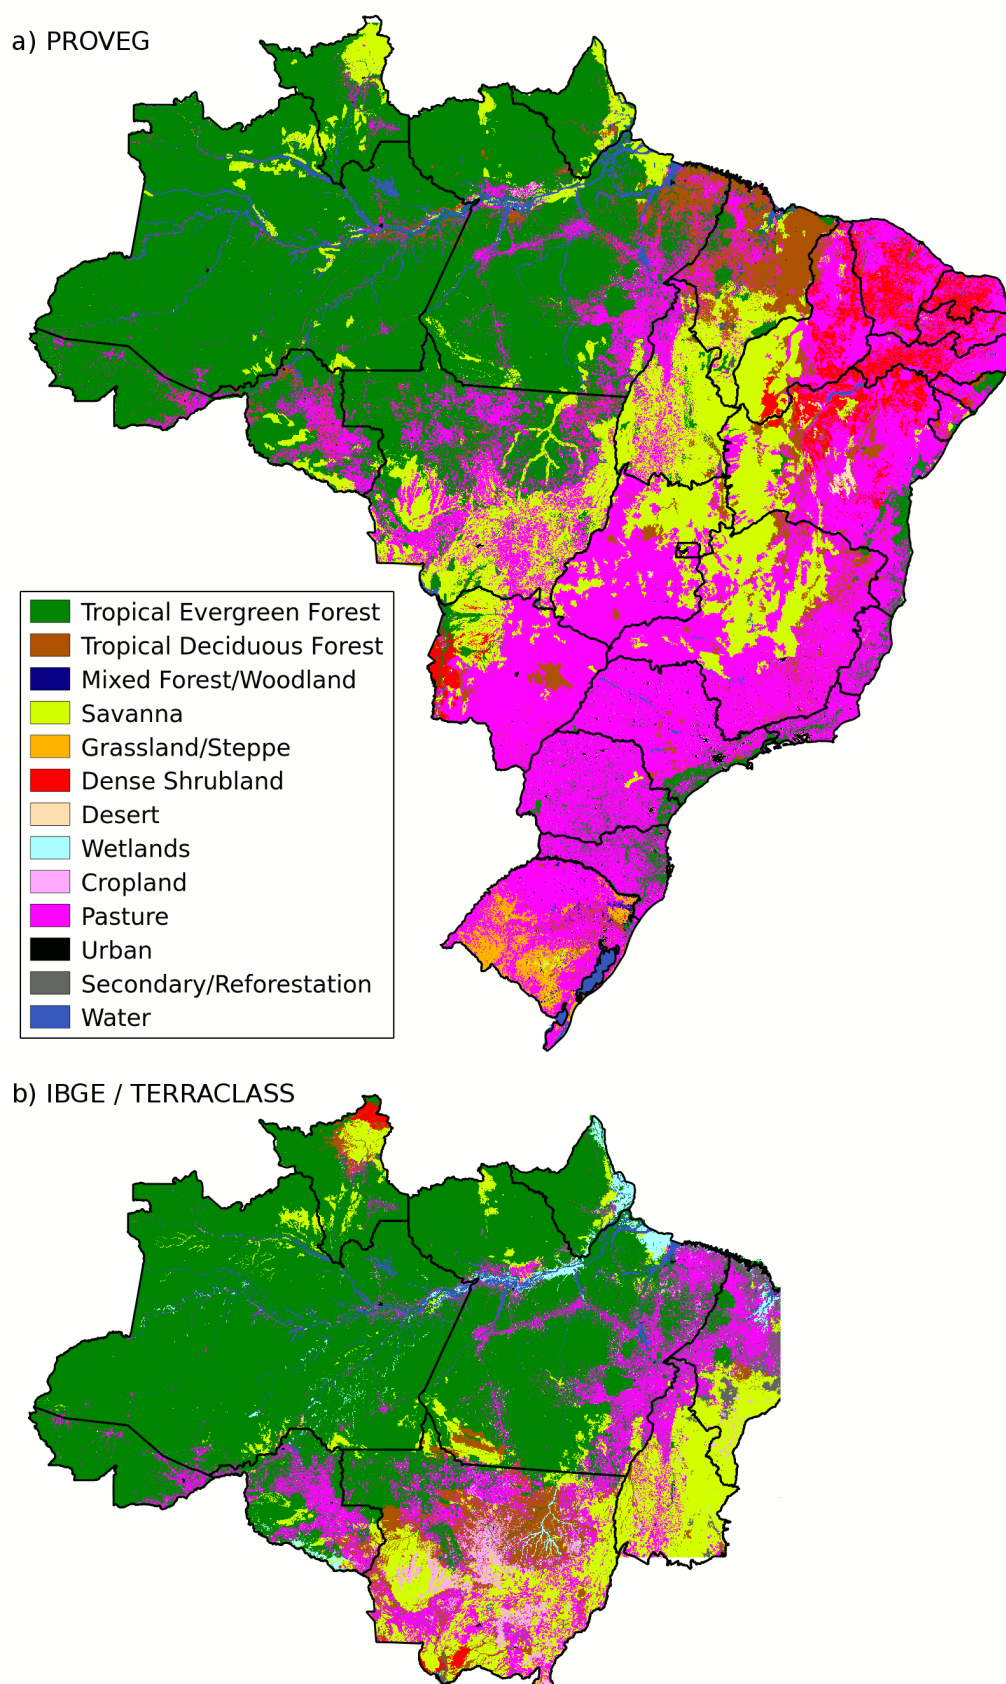 a) PROVEG
Tropical Evergreen Forest
Tropical Deciduous Forest
Mixed Forest/Woodland
Savanna
Grassland/Steppe
Dense Shrubland
Desert
Wetlands
Cropland
Pasture
Urban
Secondary/Reforestation
Water
b) IBGE / TERRACLASS